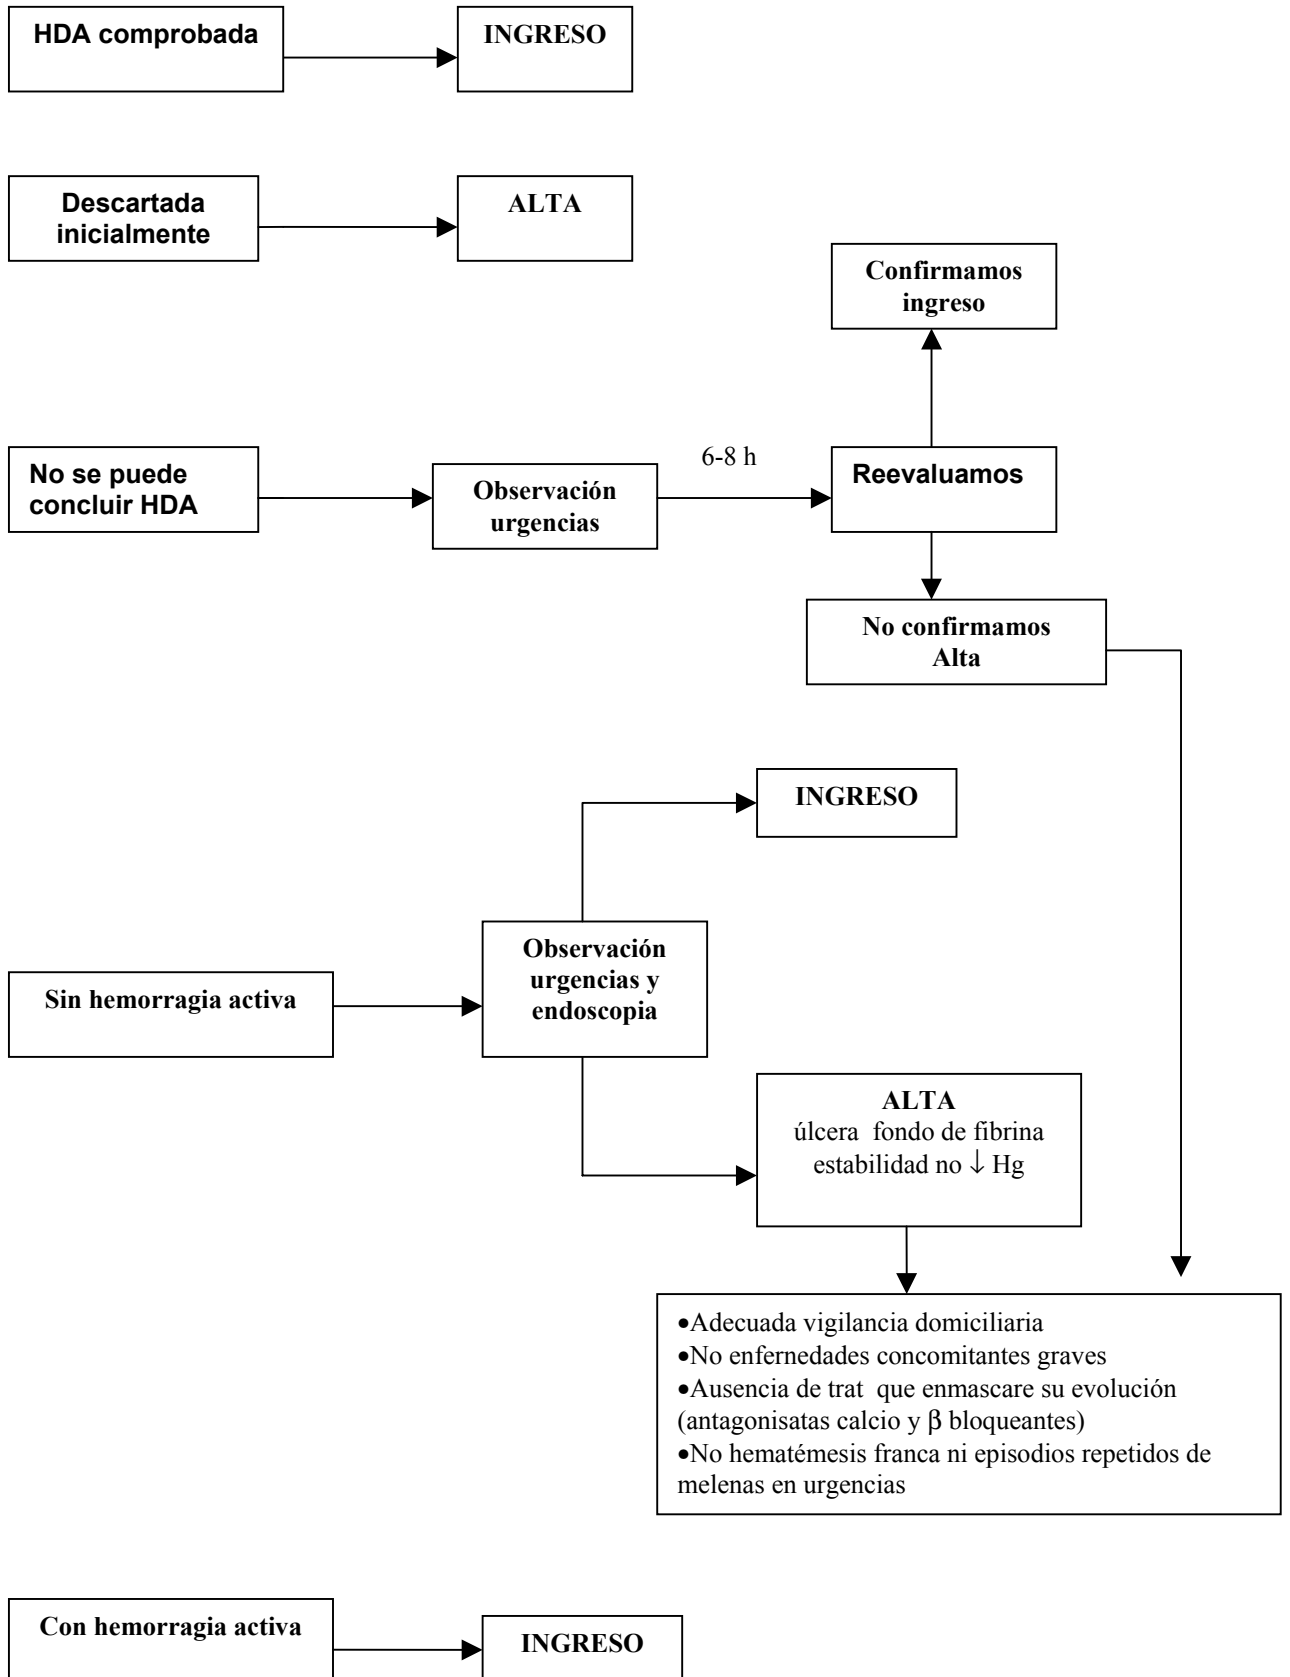 HDA comprobada
INGRESO
Descartada
inicialmente
ALTA
Confirmamos
ingreso
No se puede
concluir HDA
Observación
urgencias
6-8 h
Reevaluamos
No confirmamos
Alta
INGRESO
Sin hemorragia activa
Observación
urgencias y
endoscopia
ALTA
úlcera fondo de fibrina
estabilidad no ↓ Hg
•Adecuada vigilancia domiciliaria
•No enfernedades concomitantes graves
•Ausencia de trat que enmascare su evolución
(antagonisatas calcio y β bloqueantes)
•No hematémesis franca ni episodios repetidos de
melenas en urgencias
Con hemorragia activa
INGRESO